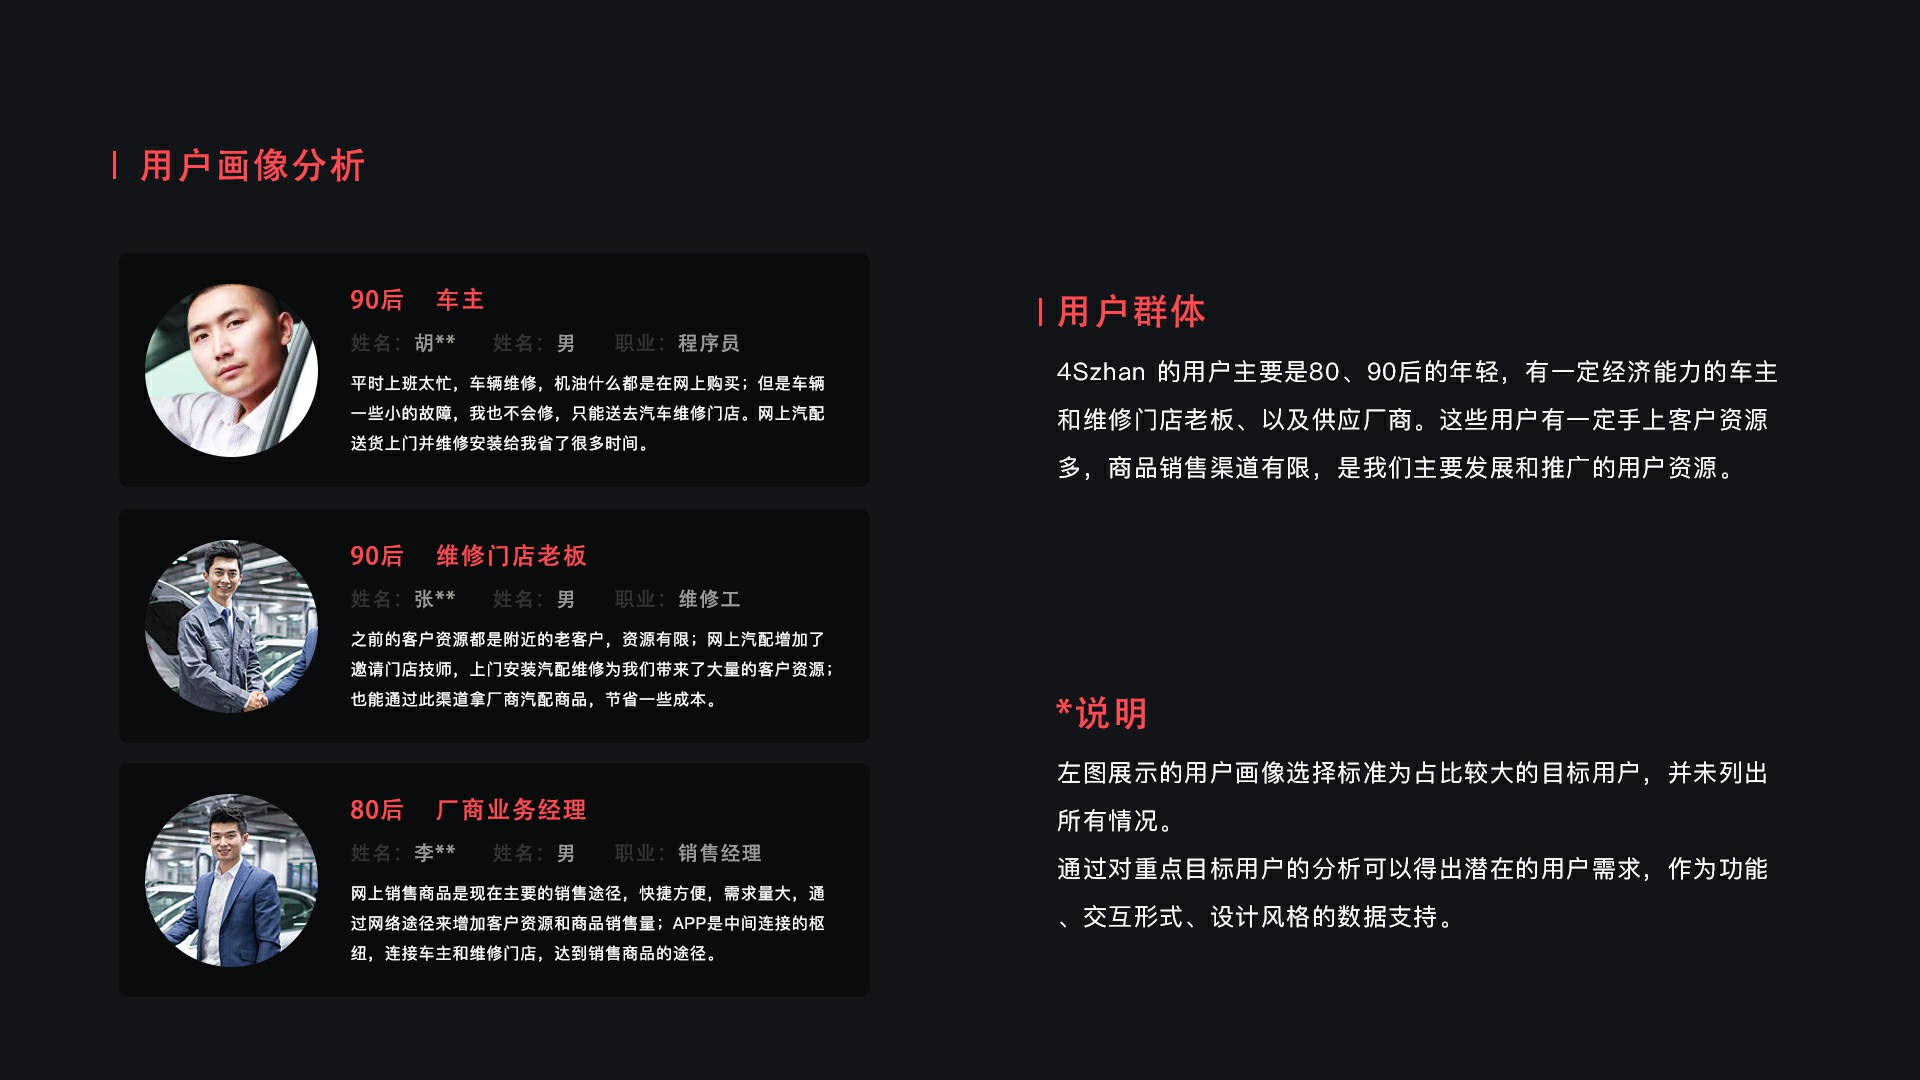 用户画像分析
90后 车主
姓名：胡** 姓名：男 职业：程序员
平时上班太忙，车辆维修，机油什么都是在网上购买；但是车辆
一些小的故障，我也不会修，只能送去汽车维修门店。网上汽配
送货上门并维修安装给我省了很多时间。
90后 维修门店老板
姓名：张** 姓名：男 职业：维修工
之前的客户资源都是附近的老客户，资源有限；网上汽配增加了
邀请门店技师，上门安装汽配维修为我们带来了大量的客户资源；
也能通过此渠道拿厂商汽配商品，节省一些成本。
80后 厂商业务经理
姓名：李** 姓名：男 职业：销售经理
网上销售商品是现在主要的销售途径，快捷方便，需求量大，通
过网络途径来增加客户资源和商品销售量；APP是中间连接的枢
纽，连接车主和维修门店，达到销售商品的途径。
用户群体
4Szhan 的用户主要是80、90后的年轻，有一定经济能力的车主
和维修门店老板、以及供应厂商。这些用户有一定手上客户资源
多，商品销售渠道有限，是我们主要发展和推广的用户资源。
*说明
左图展示的用户画像选择标准为占比较大的目标用户，并未列出
所有情况。
通过对重点目标用户的分析可以得出潜在的用户需求，作为功能
、交互形式、设计风格的数据支持。